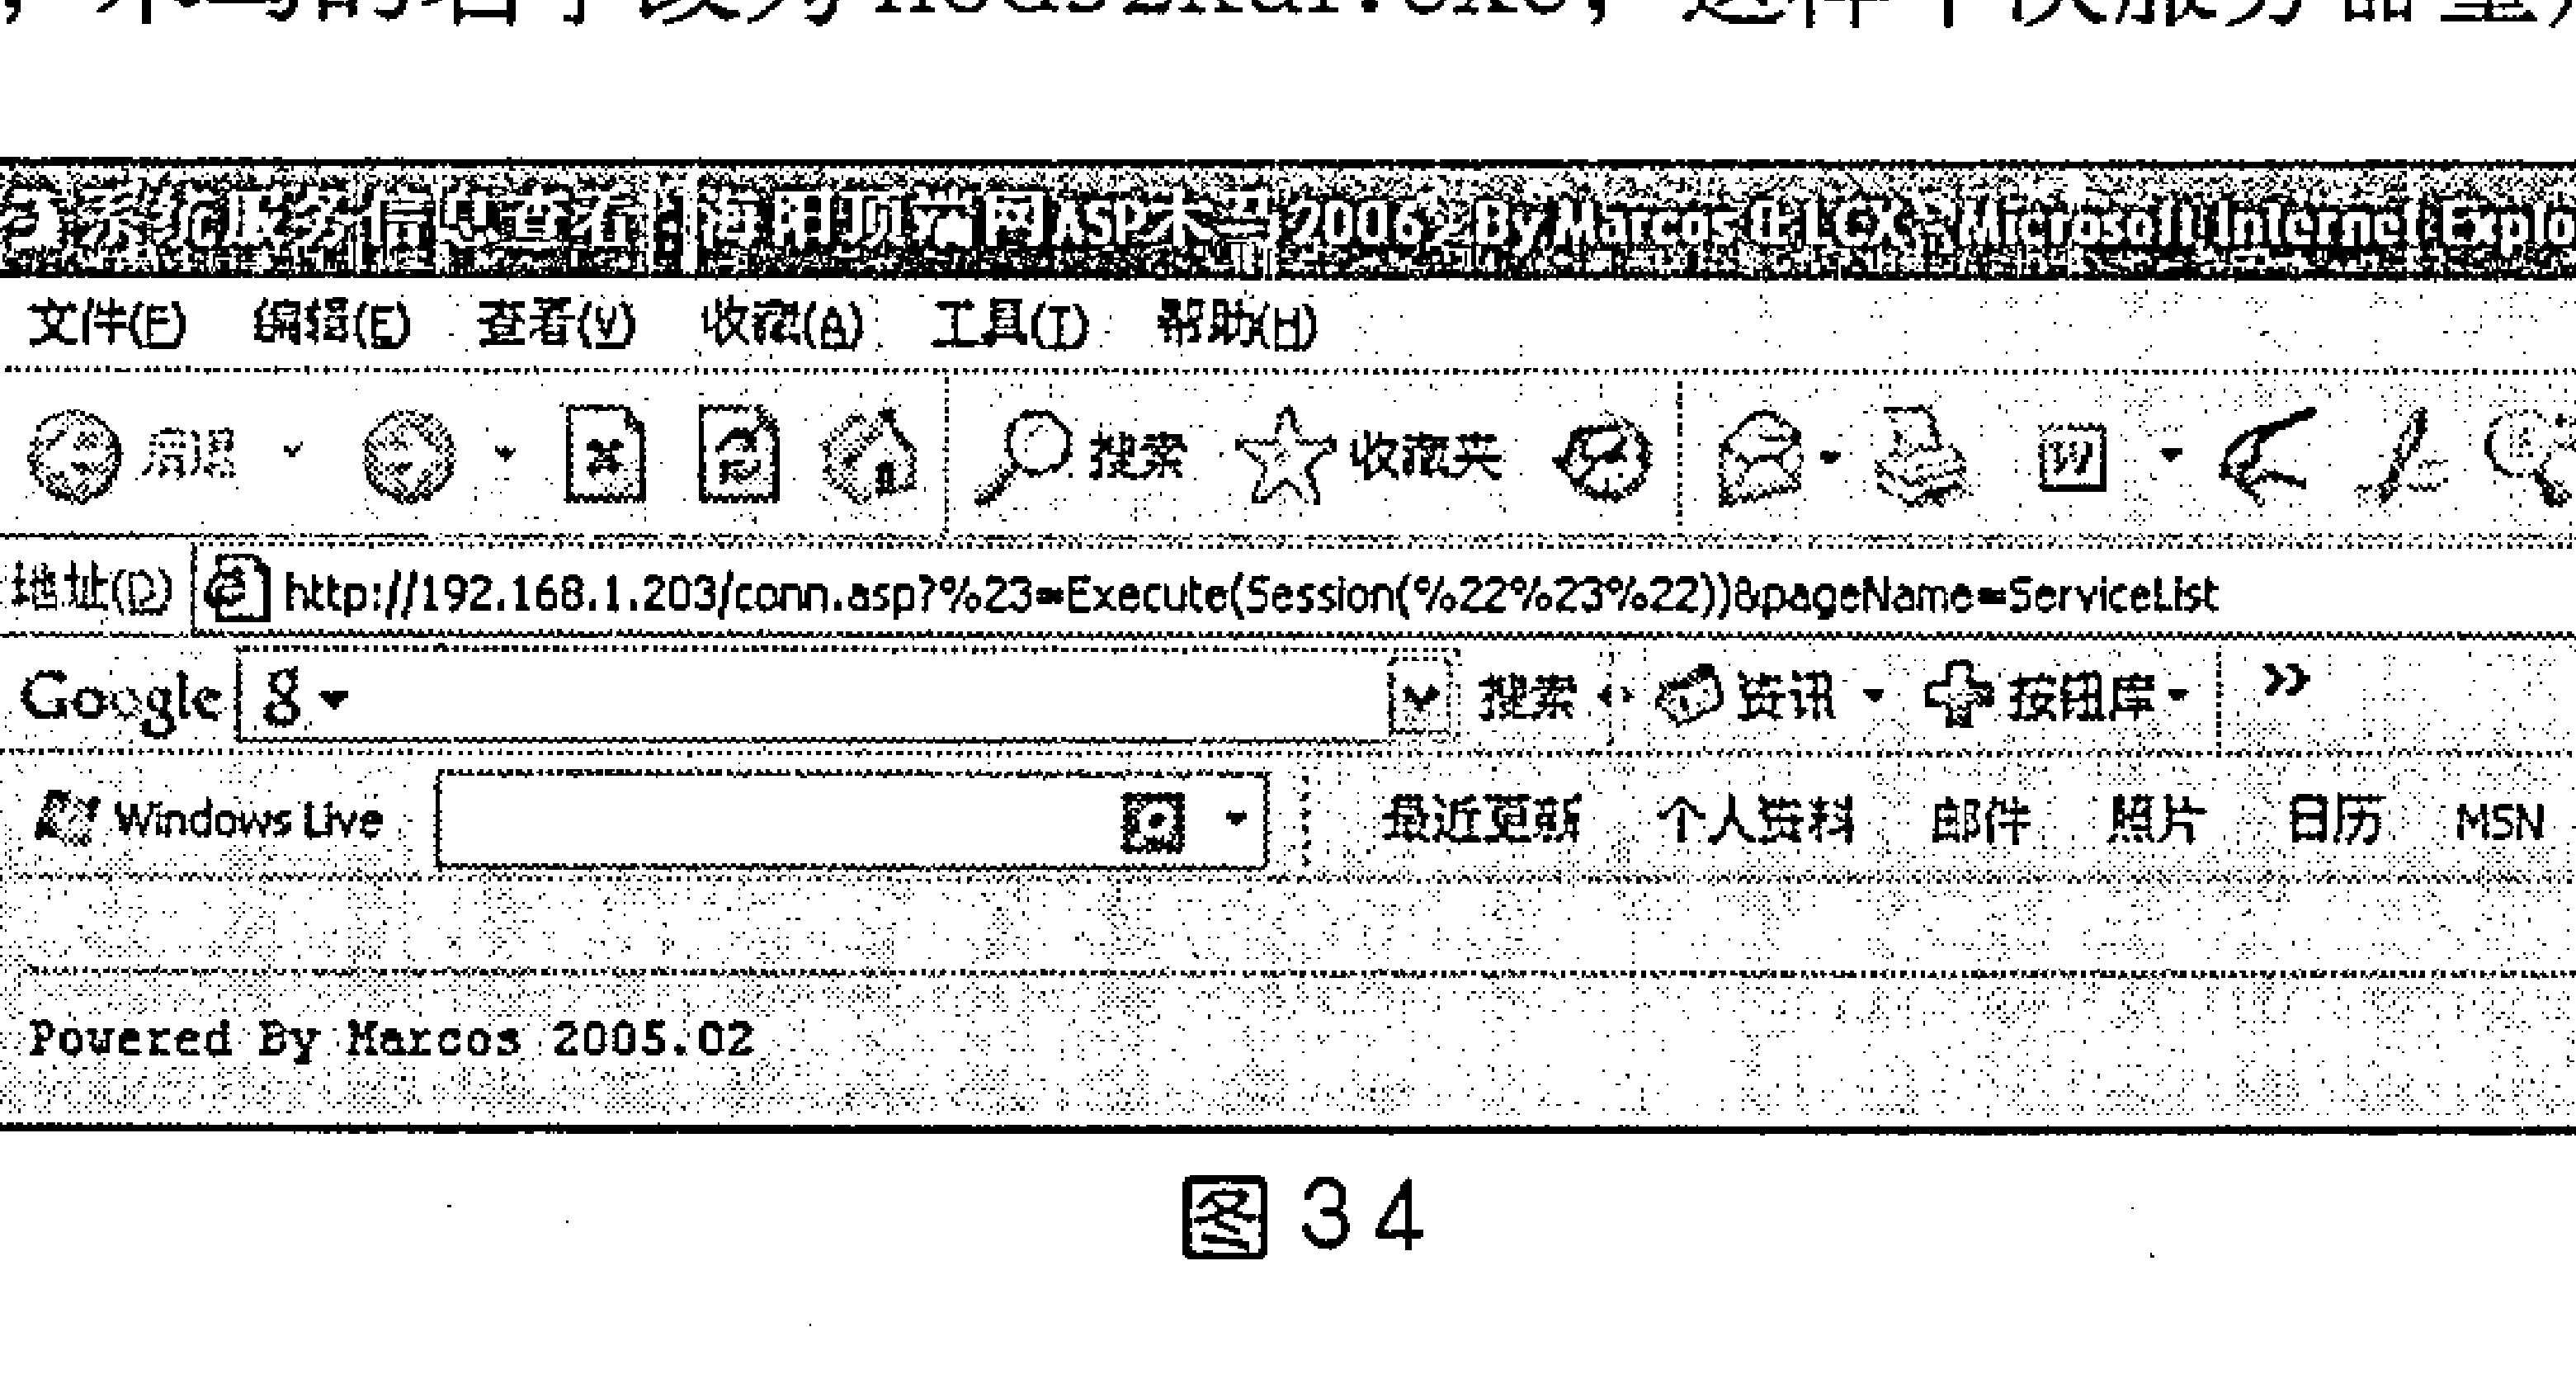 系统服务信息查看 - 海阳顶端网ASP木马2006 - By Marcos & LCX - Microsoft Internet Explo
文件(F) 编辑(E) 查看(V) 收藏(A) 工具(T) 帮助(H)
后退 搜索 收藏夹
地址(D) http://192.168.1.203/conn.asp?%23=Execute(Session(%22%23%22))&pageName=ServiceList
Google 搜索 资讯 按钮库 »
Windows Live 最近更新 个人资料 邮件 照片 日历 MSN
Powered By Marcos 2005.02
图 34